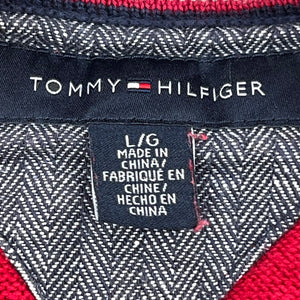 TOMMY HILFIGER
L/G
MADE IN
CHINA/
FABRIQUÉ EN
CHINE/
HECHO EN
CHINA